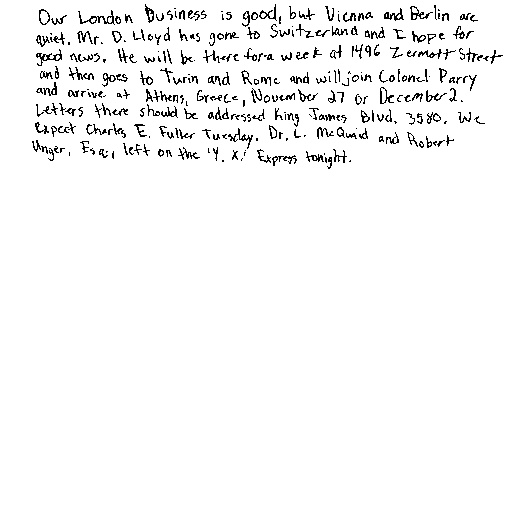 Our London Business is good, but Vienna and Berlin are
quiet. Mr. D. Lloyd has gone to Switzerland and I hope for
good news. He will be there for a week at 1496 Zermott Street
and then goes to Turin and Rome and will join Colonel Parry
and arrive at Athens, Greece, November 27 or December 2.
Letters there should be addressed King James Blvd. 3580. We
expect Charles E. Fuller Tuesday. Dr. L. McQuaid and Robert
Unger, Esq., left on the "Y. X." Express tonight.